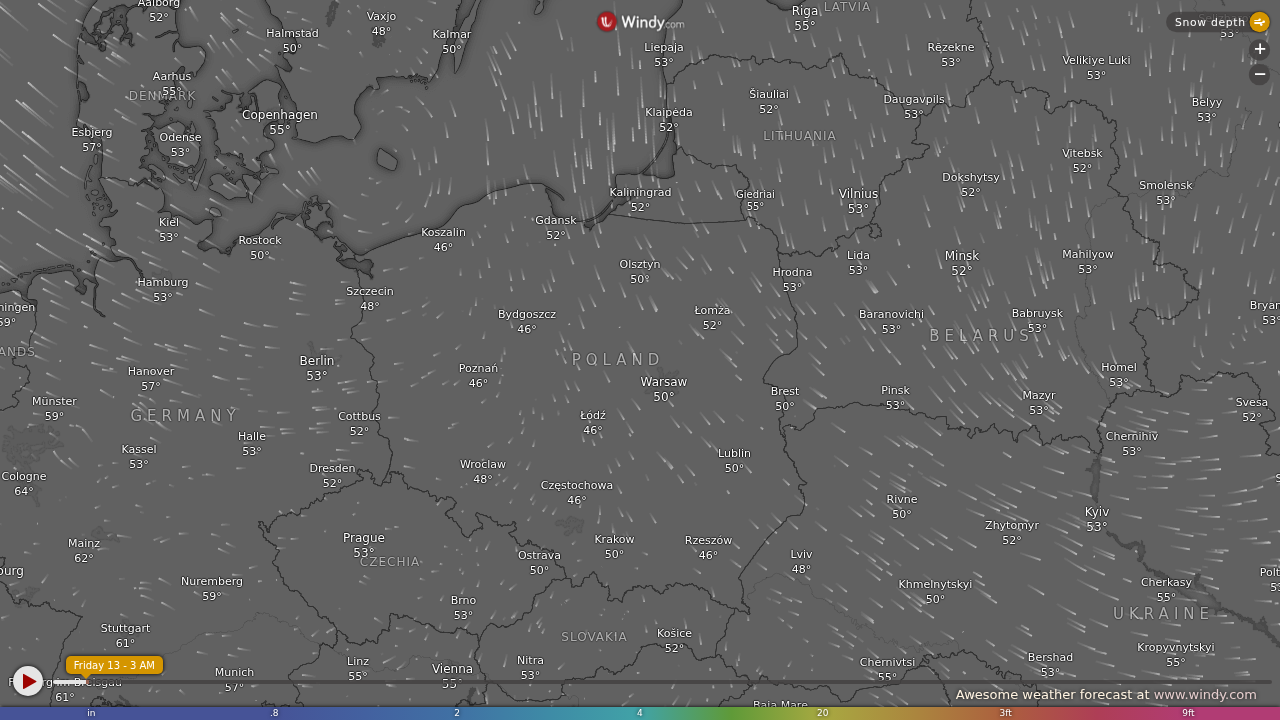 Aalborg
52°
Halmstad
50°
Vaxjo
48°
Kalmar
50°
Windy.com
Liepaja
53°
Riga
55°
LATVIA
Rēzekne
53°
Velikiye Luki
53°
Snow depth
53°
+
−
Aarhus
55°
DENMARK
Esbjerg
57°
Odense
53°
Copenhagen
55°
Klaipėda
52°
Šiauliai
52°
LITHUANIA
Daugavpils
53°
Belyy
53°
Vitebsk
52°
Dokshytsy
52°
Smolensk
53°
Kaliningrad
52°
Giedriai
55°
Vilnius
53°
Kiel
53°
Rostock
50°
Koszalin
46°
Gdansk
52°
Olsztyn
50°
Hrodna
53°
Lida
53°
Minsk
52°
Mahilyow
53°
Hamburg
53°
Szczecin
48°
Bydgoszcz
46°
Łomża
52°
Baranovichi
53°
Babruysk
53°
BELARUS
Berlin
53°
POLAND
Hanover
57°
Münster
59°
GERMANY
Poznań
46°
Warsaw
50°
Brest
50°
Pinsk
53°
Homel
53°
Mazyr
53°
Svesa
52°
Cottbus
52°
Łódź
46°
Halle
53°
Kassel
53°
Chernihiv
53°
Cologne
64°
Dresden
52°
Wroclaw
48°
Częstochowa
46°
Lublin
50°
Rivne
50°
Kyiv
53°
Zhytomyr
52°
Mainz
62°
Prague
53°
CZECHIA
Ostrava
50°
Krakow
50°
Rzeszów
46°
Lviv
48°
Nuremberg
59°
Brno
53°
Khmelnytskyi
50°
Cherkasy
55°
UKRAINE
Stuttgart
61°
SLOVAKIA
Košice
52°
Kropyvnytskyi
55°
Friday 13 - 3 AM
61°
Munich
57°
Linz
55°
Vienna
55°
Nitra
53°
Chernivtsi
55°
Bershad
53°
Baia Mare
Awesome weather forecast at www.windy.com
in .8 2 4 20 3ft 9ft